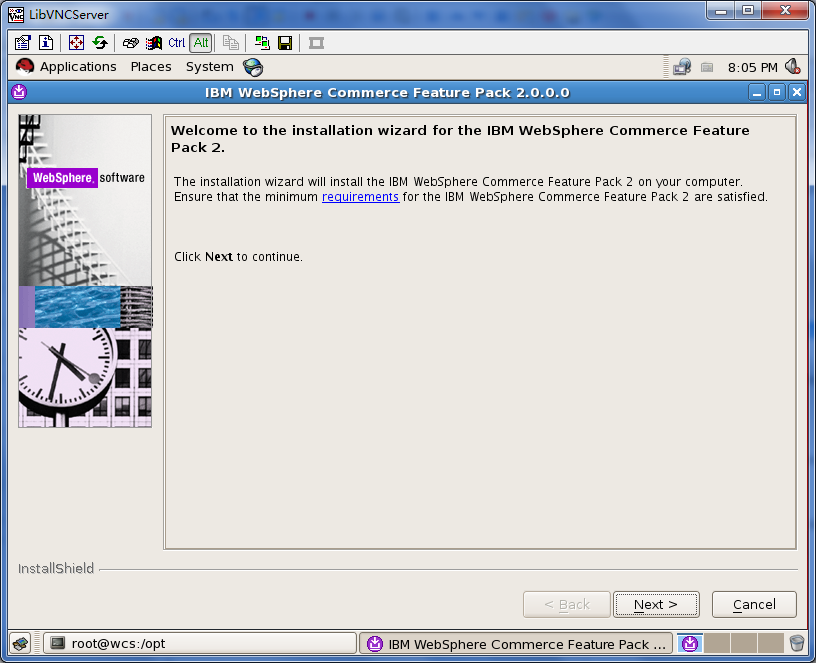 LibVNCServer
Ctrl Alt
Applications Places System 8:05 PM
IBM WebSphere Commerce Feature Pack 2.0.0.0
WebSphere. software
Welcome to the installation wizard for the IBM WebSphere Commerce Feature
Pack 2.
The installation wizard will install the IBM WebSphere Commerce Feature Pack 2 on your computer.
Ensure that the minimum requirements for the IBM WebSphere Commerce Feature Pack 2 are satisfied.
Click Next to continue.
InstallShield
< Back Next > Cancel
root@wcs:/opt IBM WebSphere Commerce Feature Pack ...